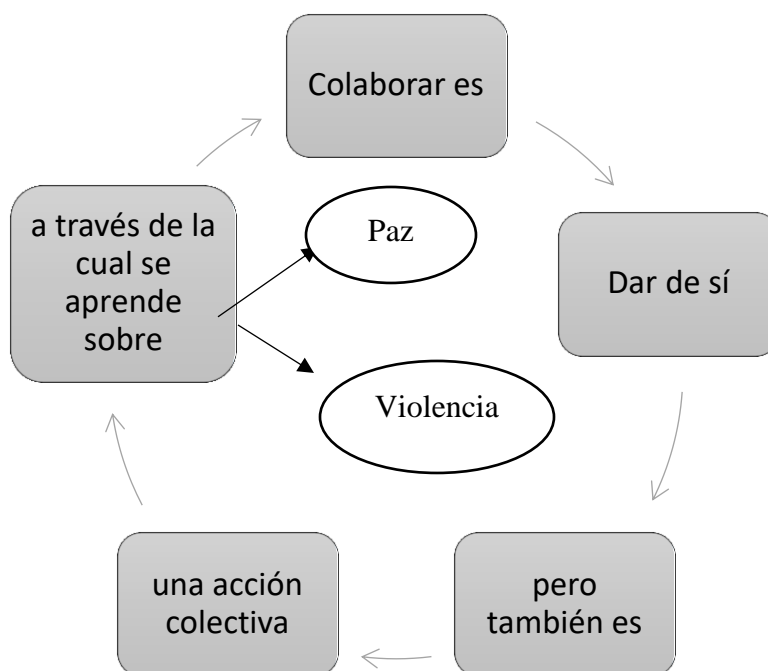 Colaborar es
Dar de sí
pero
también es
una acción
colectiva
a través de la
cual se
aprende
sobre
Paz
Violencia